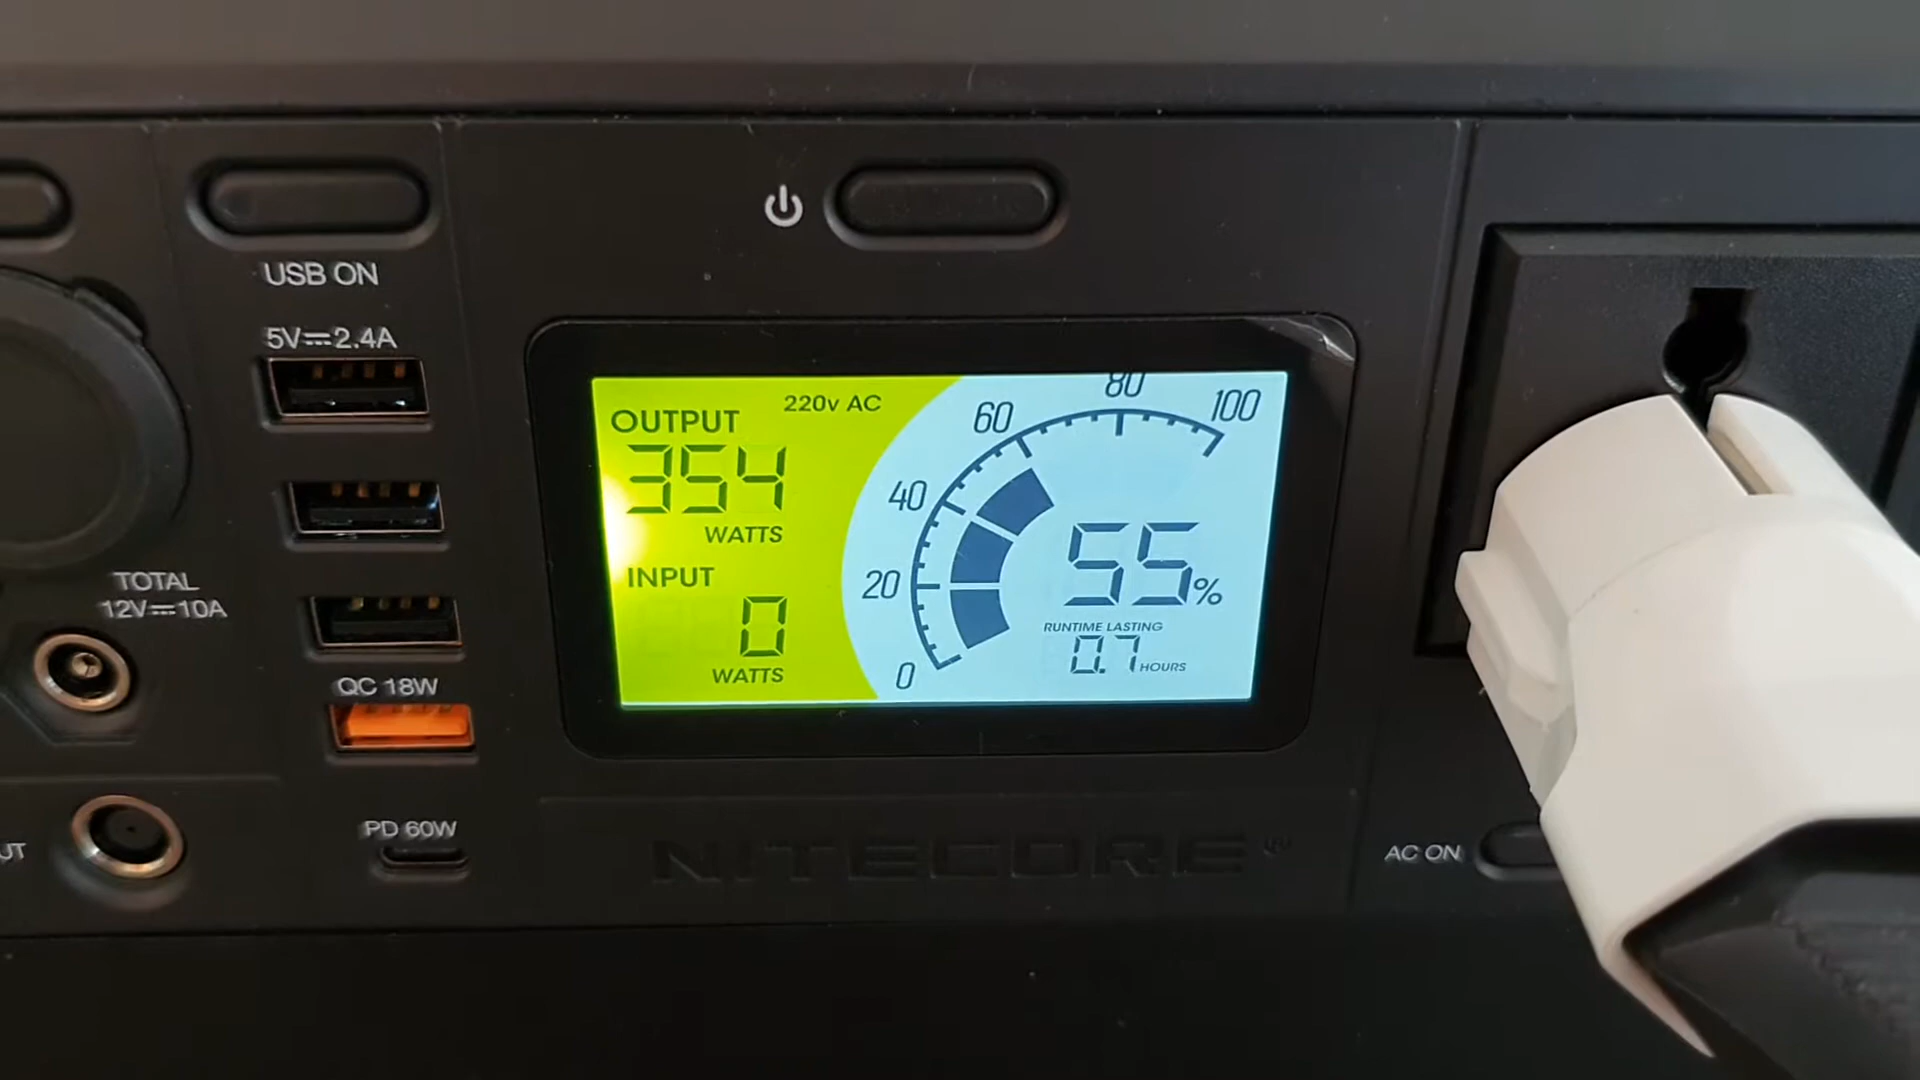 USB ON
5V⎓2.4A
TOTAL
12V⎓10A
QC 18W
PD 60W
OUTPUT
220v AC
354
WATTS
INPUT
0
WATTS
0
20
40
60
80
100
55%
RUNTIME LASTING
0.7 HOURS
NITECORE®
AC ON